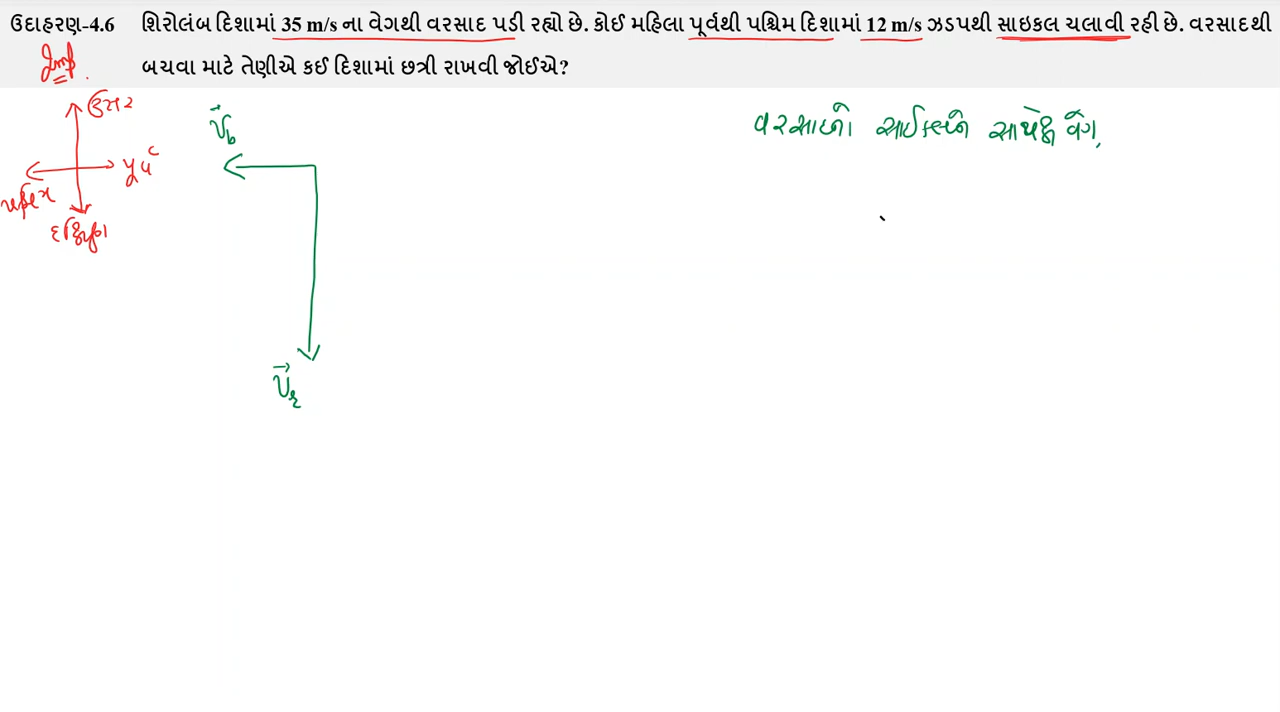 ઉદાહરણ-4.6 શિરોલંબ દિશામાં 35 m/s ના વેગથી વરસાદ પડી રહ્યો છે. કોઈ મહિલા પૂર્વથી પશ્ચિમ દિશામાં 12 m/s ઝડપથી સાઇકલ ચલાવી રહી છે. વરસાદથી
બચવા માટે તેણીએ કઈ દિશામાં છત્રી રાખવી જોઈએ?
Imp.
ઉત્તર
પૂર્વ
પશ્ચિમ
દક્ષિણ
v⃗b
v⃗r
વરસાદનો સાઈકલને સાપેક્ષે વેગ,